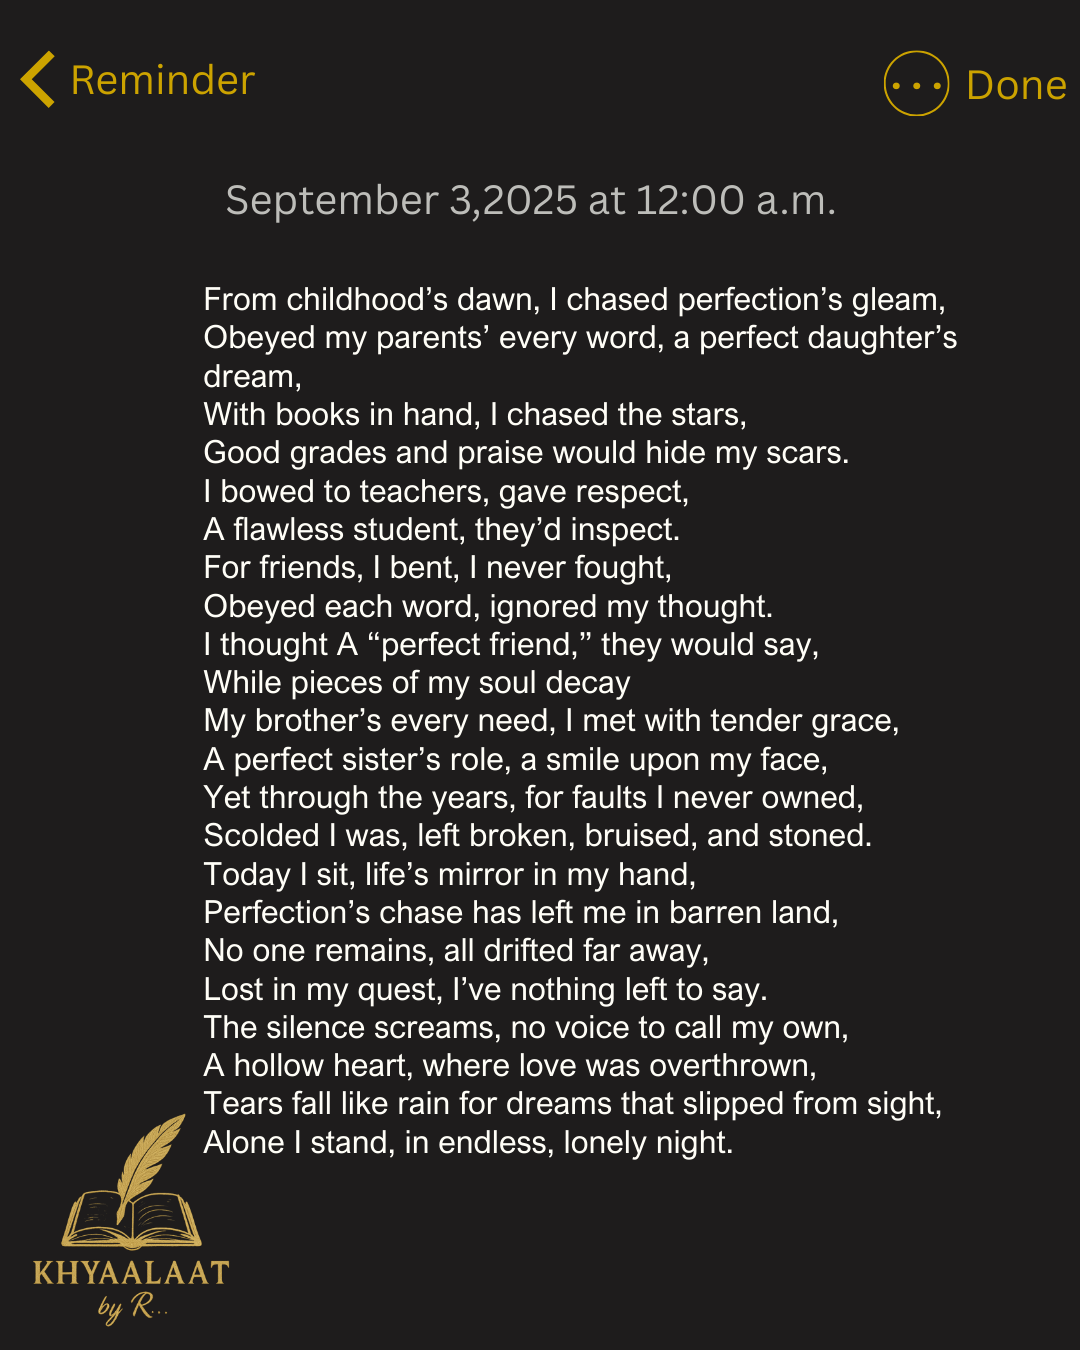 Reminder
Done
September 3,2025 at 12:00 a.m.
From childhood’s dawn, I chased perfection’s gleam,
Obeyed my parents’ every word, a perfect daughter’s
dream,
With books in hand, I chased the stars,
Good grades and praise would hide my scars.
I bowed to teachers, gave respect,
A flawless student, they’d inspect.
For friends, I bent, I never fought,
Obeyed each word, ignored my thought.
I thought A “perfect friend,” they would say,
While pieces of my soul decay
My brother’s every need, I met with tender grace,
A perfect sister’s role, a smile upon my face,
Yet through the years, for faults I never owned,
Scolded I was, left broken, bruised, and stoned.
Today I sit, life’s mirror in my hand,
Perfection’s chase has left me in barren land,
No one remains, all drifted far away,
Lost in my quest, I’ve nothing left to say.
The silence screams, no voice to call my own,
A hollow heart, where love was overthrown,
Tears fall like rain for dreams that slipped from sight,
Alone I stand, in endless, lonely night.
KHYAALAAT
by R...